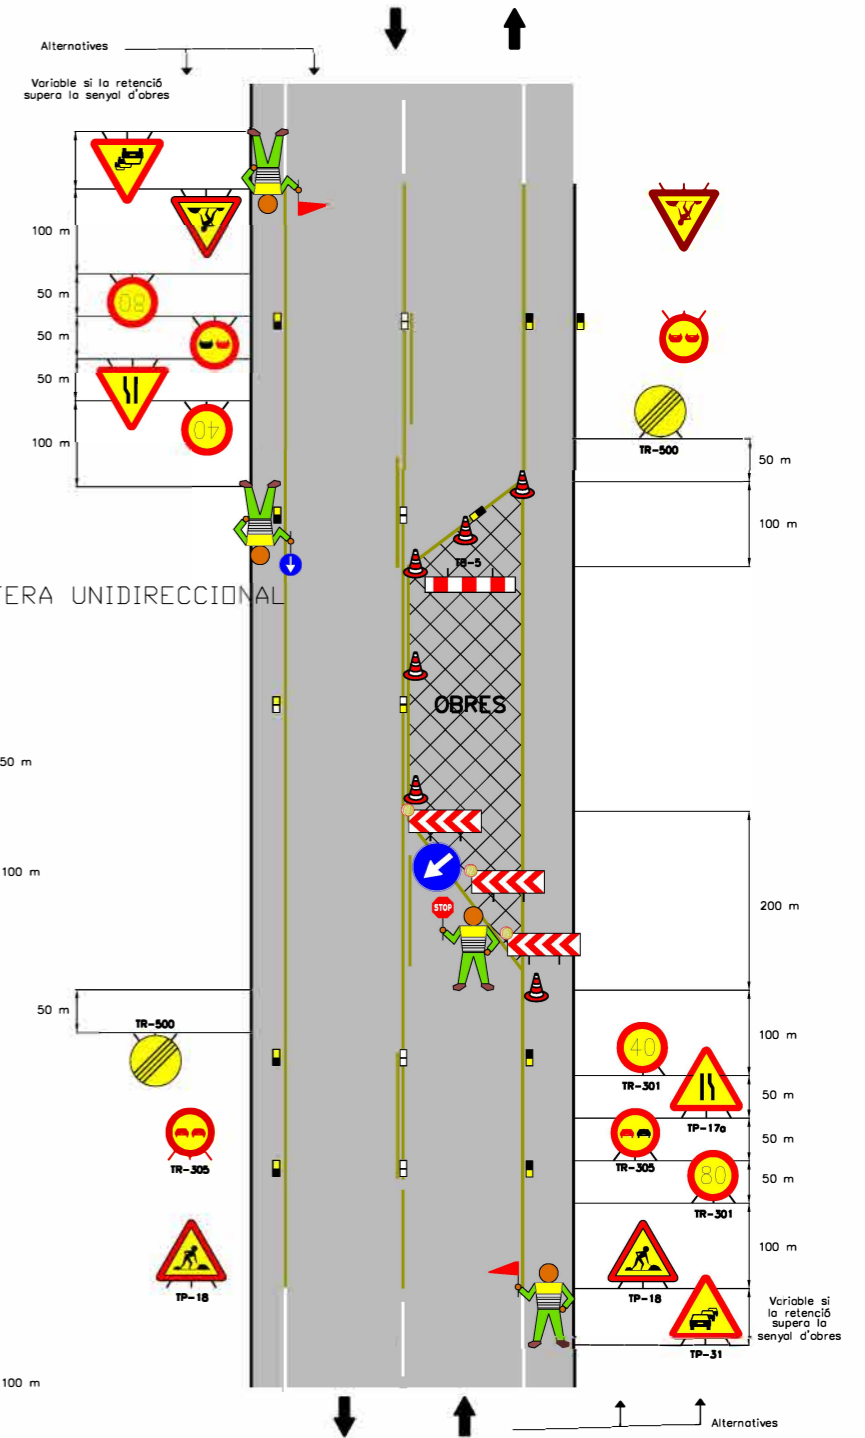 Alternatives
Variable si la retenció
supera la senyal d'obres
100 m
50 m
80
50 m
50 m
100 m
40
TR-500
50 m
100 m
TB-5
TERA UNIDIRECCIONAL
OBRES
50 m
100 m
200 m
STOP
50 m
TR-500
100 m
40
TR-301
50 m
TP-17a
50 m
TR-305
TR-305
80
50 m
TR-301
100 m
TP-18
TP-18
Variable si
la retenció
supera la
senyal d'obres
TP-31
100 m
Alternatives